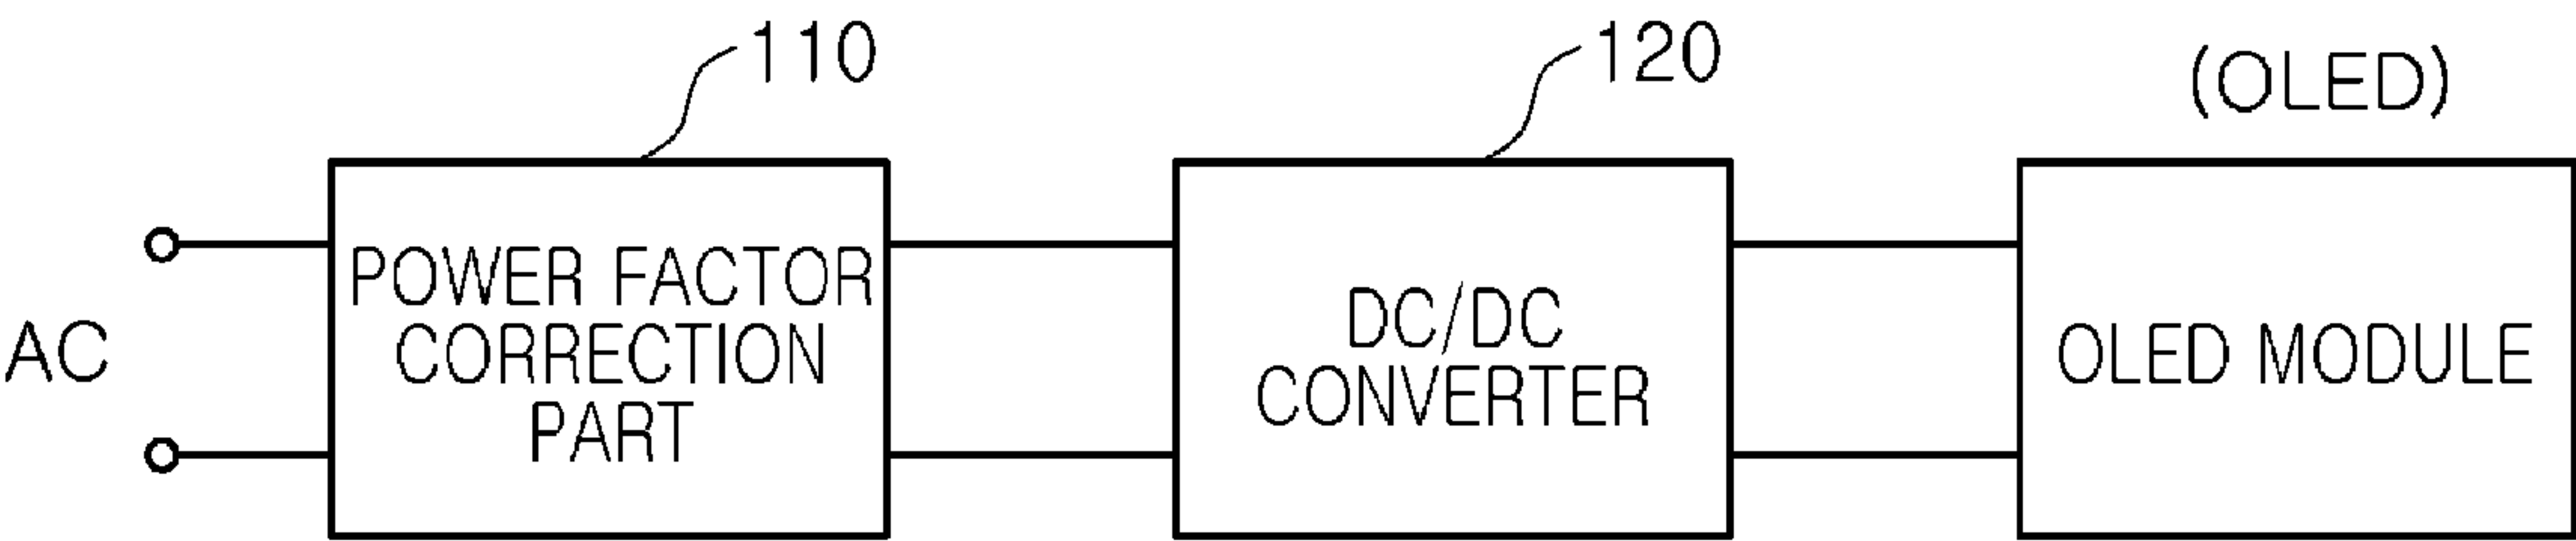 110
120
(OLED)
AC
POWER FACTOR
CORRECTION
PART
DC/DC
CONVERTER
OLED MODULE